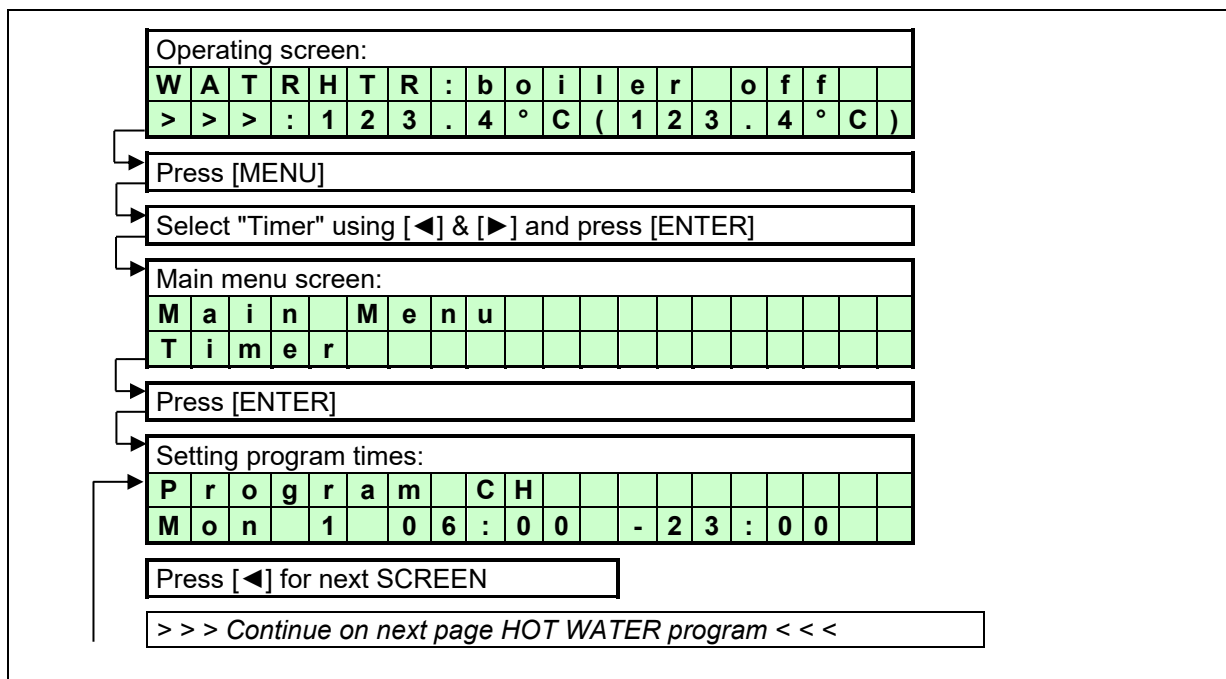 Operating screen:
WATRHTR:boiler off
>>>:123.4°C(123.4°C)
Press [MENU]
Select "Timer" using [◄] & [►] and press [ENTER]
Main menu screen:
Main Menu
Timer
Press [ENTER]
Setting program times:
Program CH
Mon 1 06:00 -23:00
Press [◄] for next SCREEN
> > > Continue on next page HOT WATER program < < <